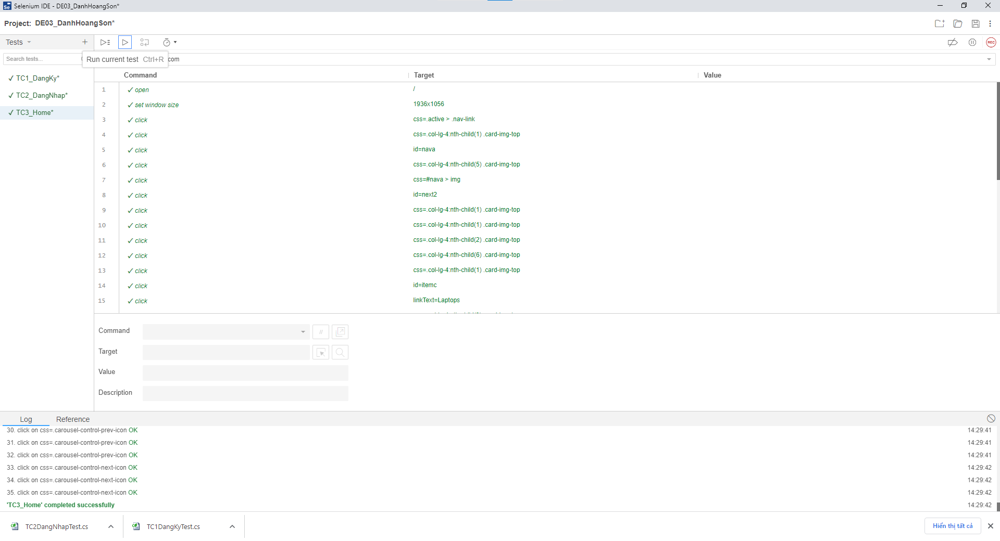 Selenium IDE - DE03_DanhHoangSon*
Project: DE03_DanhHoangSon*
Tests
REC
Search tests...
Run current test Ctrl+R
com
TC1_DangKy*
TC2_DangNhap*
TC3_Home*
Command Target Value
1 open /
2 set window size 1936x1056
3 click css=.active > .nav-link
4 click css=.col-lg-4:nth-child(1) .card-img-top
5 click id=nava
6 click css=.col-lg-4:nth-child(5) .card-img-top
7 click css=#nava > img
8 click id=next2
9 click css=.col-lg-4:nth-child(1) .card-img-top
10 click css=.col-lg-4:nth-child(1) .card-img-top
11 click css=.col-lg-4:nth-child(2) .card-img-top
12 click css=.col-lg-4:nth-child(6) .card-img-top
13 click css=.col-lg-4:nth-child(1) .card-img-top
14 click id=itemc
15 click linkText=Laptops
Command //
Target
Value
Description
Log Reference
30. click on css=.carousel-control-prev-icon OK 14:29:41
31. click on css=.carousel-control-prev-icon OK 14:29:41
32. click on css=.carousel-control-prev-icon OK 14:29:41
33. click on css=.carousel-control-next-icon OK 14:29:42
34. click on css=.carousel-control-next-icon OK 14:29:42
35. click on css=.carousel-control-next-icon OK 14:29:42
'TC3_Home' completed successfully 14:29:42
TC2DangNhapTest.cs TC1DangKyTest.cs Hiển thị tất cả